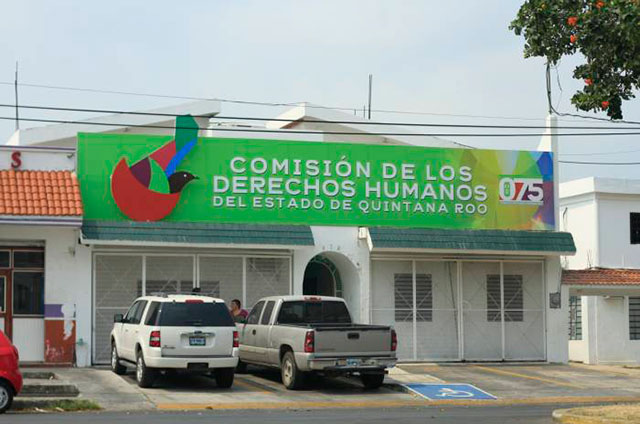 S
COMISIÓN DE LOS
DERECHOS HUMANOS
DEL ESTADO DE QUINTANA ROO
075